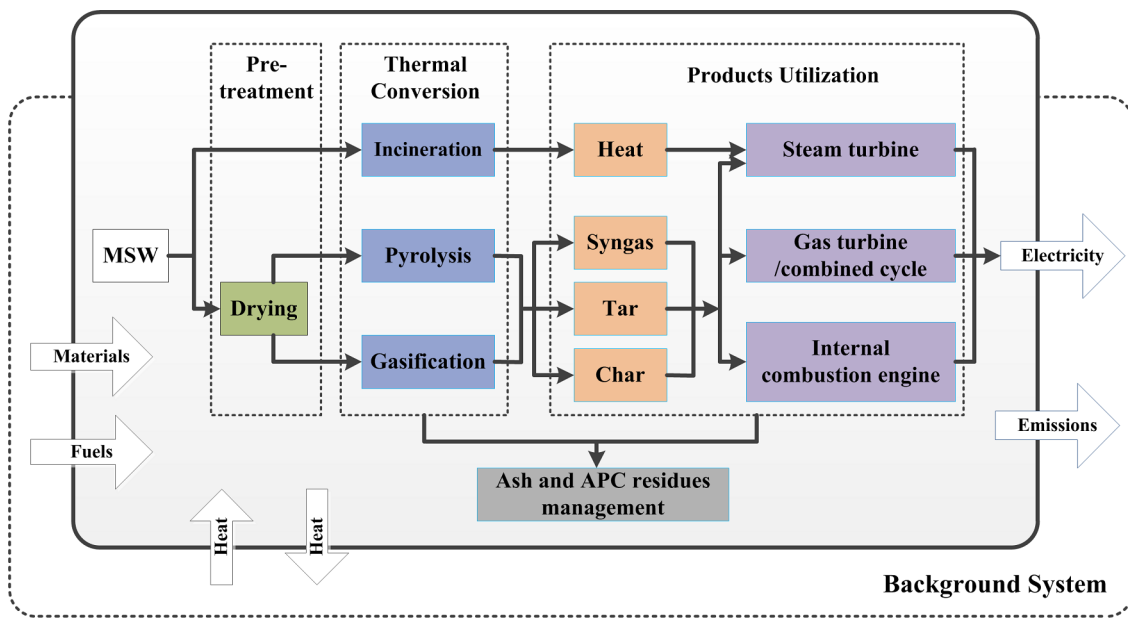 Pre-
treatment
Thermal
Conversion
Products Utilization
Incineration
Heat
Steam turbine
MSW
Pyrolysis
Syngas
Gas turbine
/combined cycle
Electricity
Drying
Tar
Materials
Gasification
Char
Internal
combustion engine
Fuels
Emissions
Ash and APC residues
management
Heat
Heat
Background System